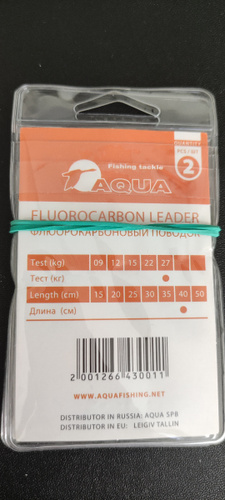 QUANTITY
PCS / ШТ
2
Fishing tackle
AQUA
FLUOROCARBON LEADER
ФЛЮОРОКАРБОНОВЫЙ ПОВОДОК
Test (kg) 09 12 15 22 27
Тест (кг)
Length (cm) 15 20 25 30 35 40 50
Длина (см)
2 001266 430011
WWW.AQUAFISHING.NET
DISTRIBUTOR IN RUSSIA: AQUA SPB
DISTRIBUTOR IN EU: LEIGIV TALLIN